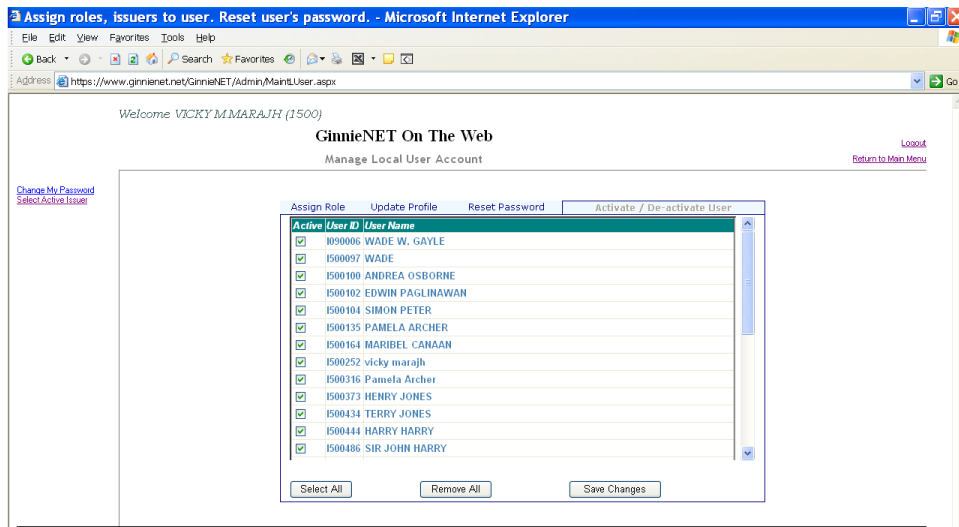 Assign roles, issuers to user. Reset user's password. - Microsoft Internet Explorer
File Edit View Favorites Tools Help
Back Search Favorites
Address https://www.ginnienet.net/GinnieNET/Admin/MaintLUser.aspx Go
Welcome VICKY M MARAJH (1500)
GinnieNET On The Web
Logout
Manage Local User Account
Return to Main Menu
Change My Password
Select Active Issuer
Assign Role Update Profile Reset Password Activate / De-activate User
Active User ID User Name
I090006 WADE W. GAYLE
I500097 WADE
I500100 ANDREA OSBORNE
I500102 EDWIN PAGLINAWAN
I500104 SIMON PETER
I500135 PAMELA ARCHER
I500164 MARIBEL CANAAN
I500252 vicky marajh
I500316 Pamela Archer
I500373 HENRY JONES
I500434 TERRY JONES
I500444 HARRY HARRY
I500486 SIR JOHN HARRY
Select All Remove All Save Changes